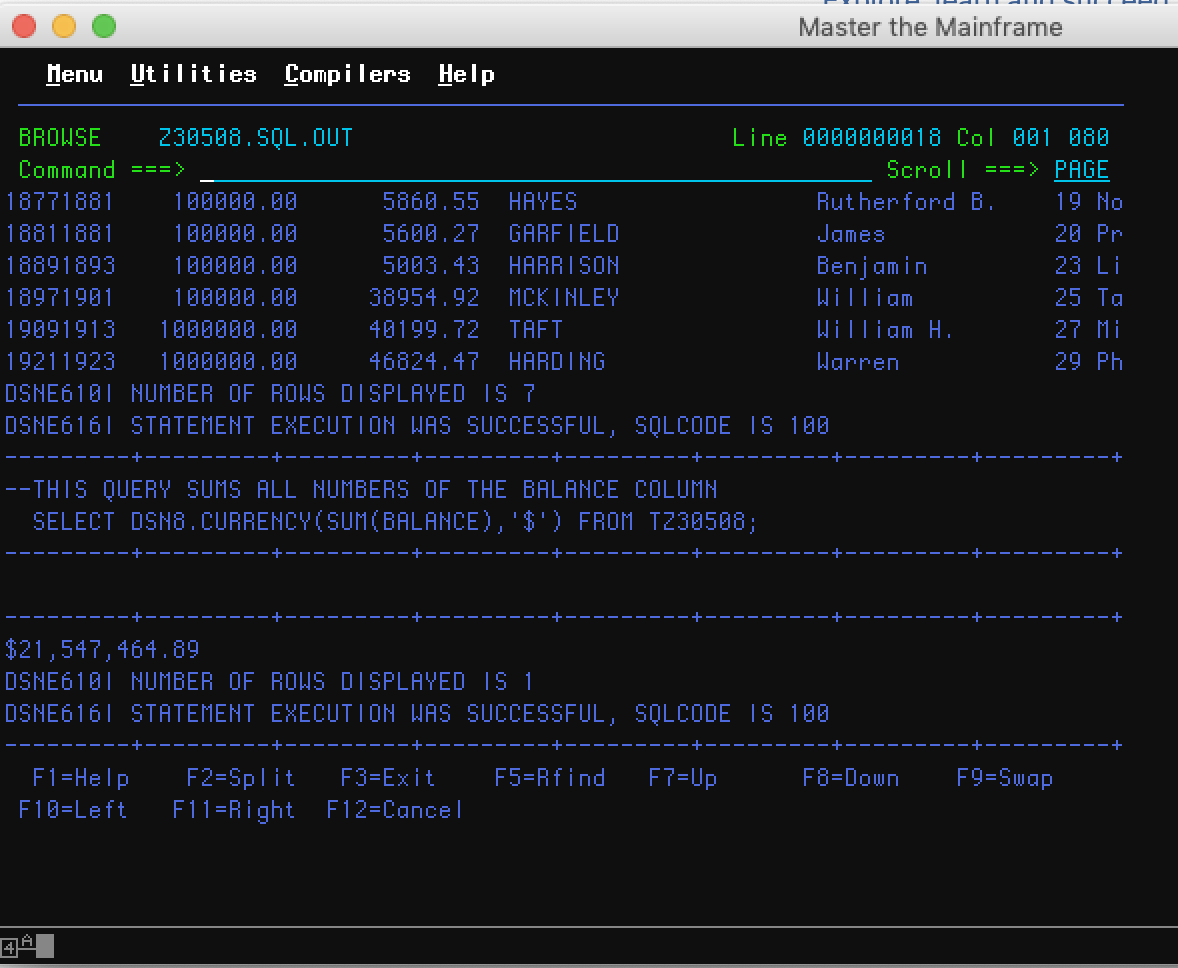 Master the Mainframe
Menu Utilities Compilers Help
BROWSE Z30508.SQL.OUT Line 0000000018 Col 001 080
Command ===> Scroll ===> PAGE
18771881 100000.00 5860.55 HAYES Rutherford B. 19 No
18811881 100000.00 5600.27 GARFIELD James 20 Pr
18891893 100000.00 5003.43 HARRISON Benjamin 23 Li
18971901 100000.00 38954.92 MCKINLEY William 25 Ta
19091913 1000000.00 40199.72 TAFT William H. 27 Mi
19211923 1000000.00 46824.47 HARDING Warren 29 Ph
DSNE610I NUMBER OF ROWS DISPLAYED IS 7
DSNE616I STATEMENT EXECUTION WAS SUCCESSFUL, SQLCODE IS 100
---------+---------+---------+---------+---------+---------+---------+---------+
--THIS QUERY SUMS ALL NUMBERS OF THE BALANCE COLUMN
SELECT DSN8.CURRENCY(SUM(BALANCE),'$') FROM TZ30508;
---------+---------+---------+---------+---------+---------+---------+---------+
---------+---------+---------+---------+---------+---------+---------+---------+
$21,547,464.89
DSNE610I NUMBER OF ROWS DISPLAYED IS 1
DSNE616I STATEMENT EXECUTION WAS SUCCESSFUL, SQLCODE IS 100
---------+---------+---------+---------+---------+---------+---------+---------+
F1=Help F2=Split F3=Exit F5=Rfind F7=Up F8=Down F9=Swap
F10=Left F11=Right F12=Cancel
4 A